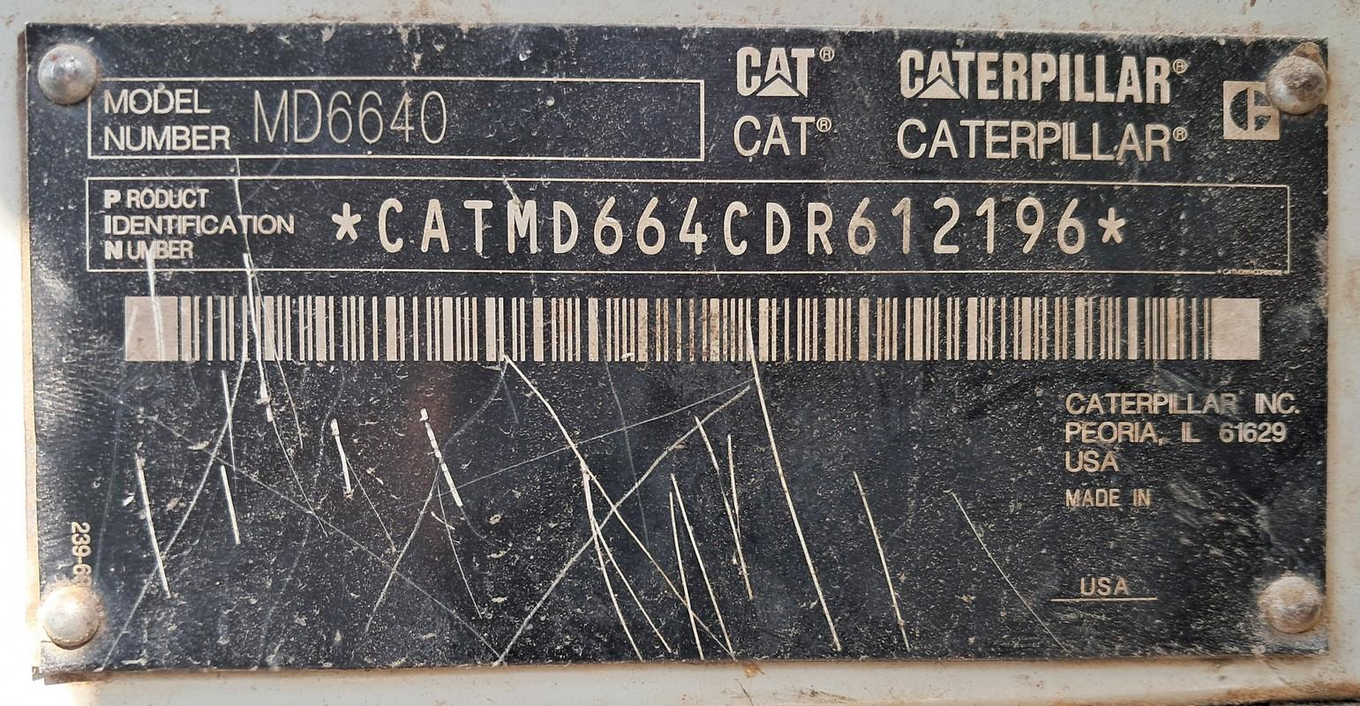 MODEL NUMBER MD6640
CAT® CATERPILLAR®
CAT® CATERPILLAR®
PRODUCT
IDENTIFICATION
NUMBER
*CATMD664CDR612196*
CATERPILLAR INC.
PEORIA, IL 61629
USA
MADE IN
USA